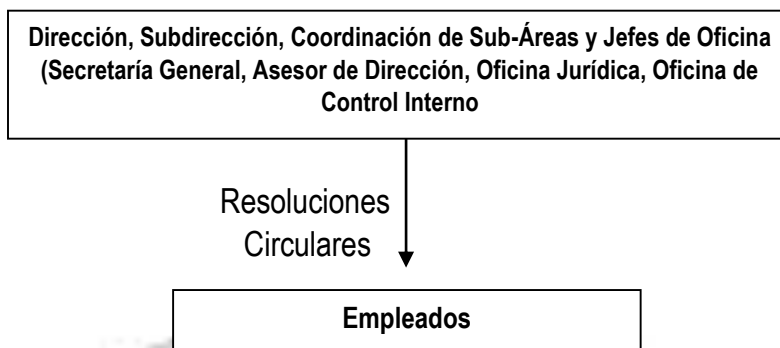 Dirección, Subdirección, Coordinación de Sub-Áreas y Jefes de Oficina
(Secretaría General, Asesor de Dirección, Oficina Jurídica, Oficina de
Control Interno
Resoluciones
Circulares
Empleados